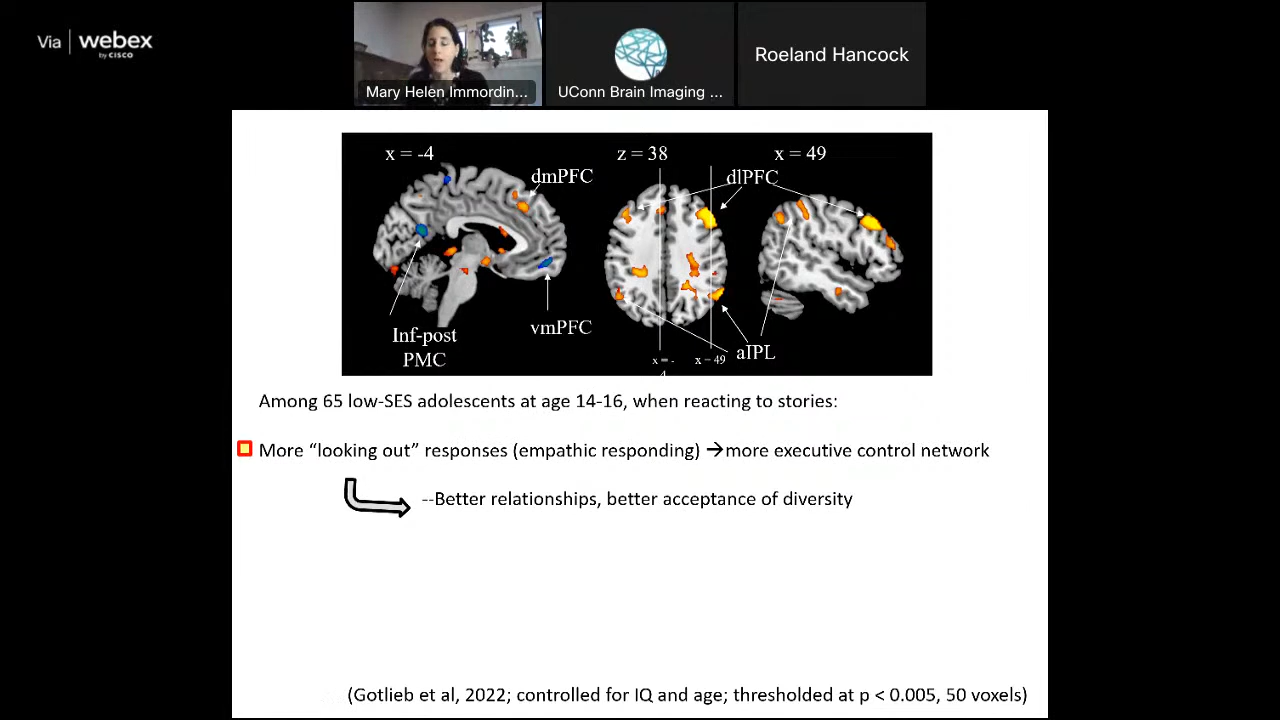 Via | webex
by CISCO
Mary Helen Immordin...
UConn Brain Imaging ...
Roeland Hancock
x = -4
z = 38
x = 49
dmPFC
dlPFC
Inf-post
PMC
vmPFC
aIPL
x = -
4
x = 49
Among 65 low-SES adolescents at age 14-16, when reacting to stories:
More “looking out” responses (empathic responding) →more executive control network
--Better relationships, better acceptance of diversity
(Gotlieb et al, 2022; controlled for IQ and age; thresholded at p < 0.005, 50 voxels)